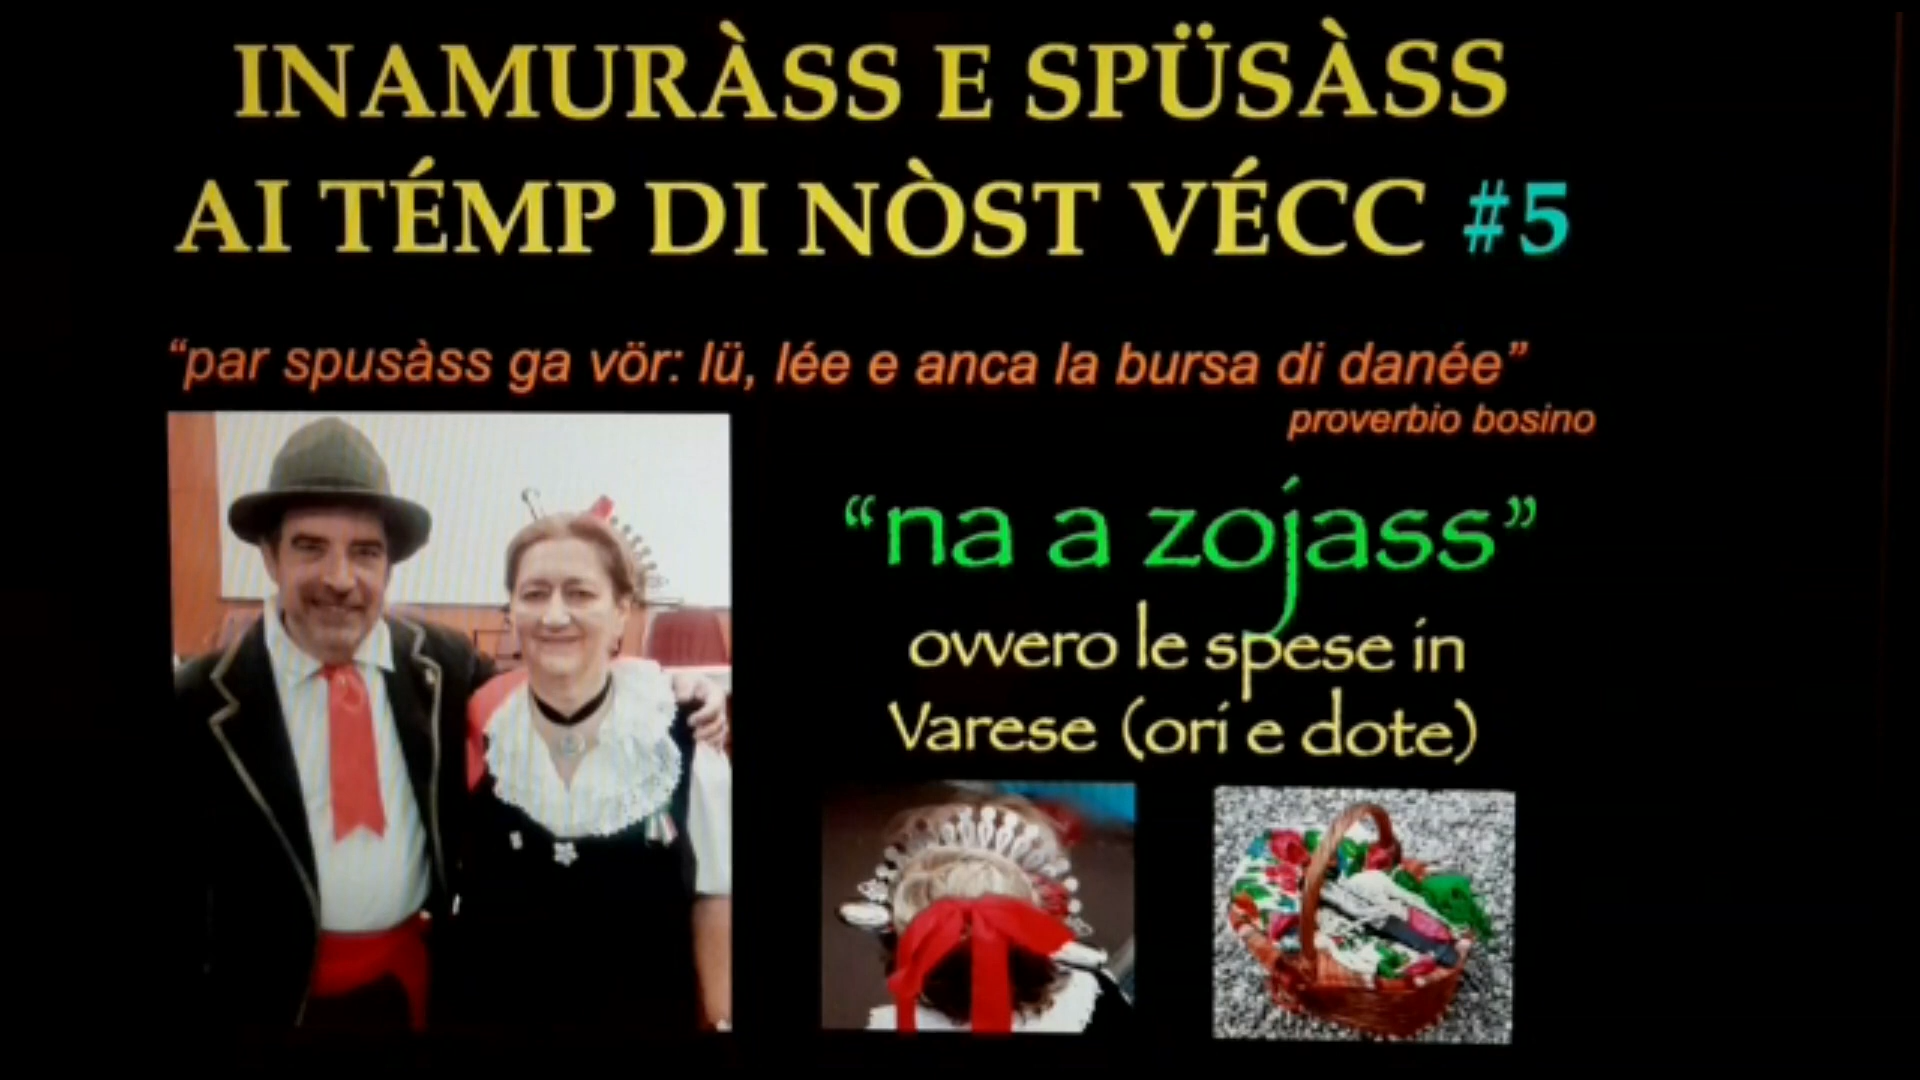 INAMURÀSS E SPÜSÀSS
AI TÉMP DI NÒST VÉCC #5
“par spusàss ga vör: lü, lée e anca la bursa di danée”
proverbio bosino
“na a zojass”
ovvero le spese in
Varese (ori e dote)